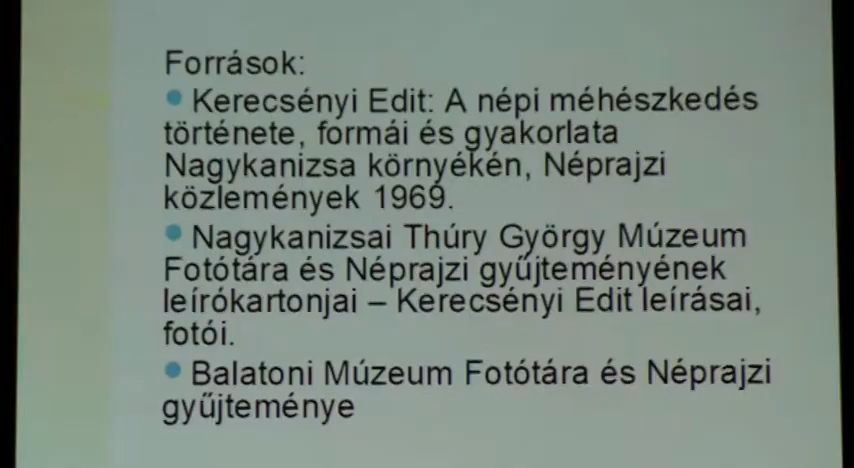 Források:
• Kerecsényi Edit: A népi méhészkedés
története, formái és gyakorlata
Nagykanizsa környékén, Néprajzi
közlemények 1969.
• Nagykanizsai Thúry György Múzeum
Fotótára és Néprajzi gyűjteményének
leírókartonjai – Kerecsényi Edit leírásai,
fotói.
• Balatoni Múzeum Fotótára és Néprajzi
gyűjteménye